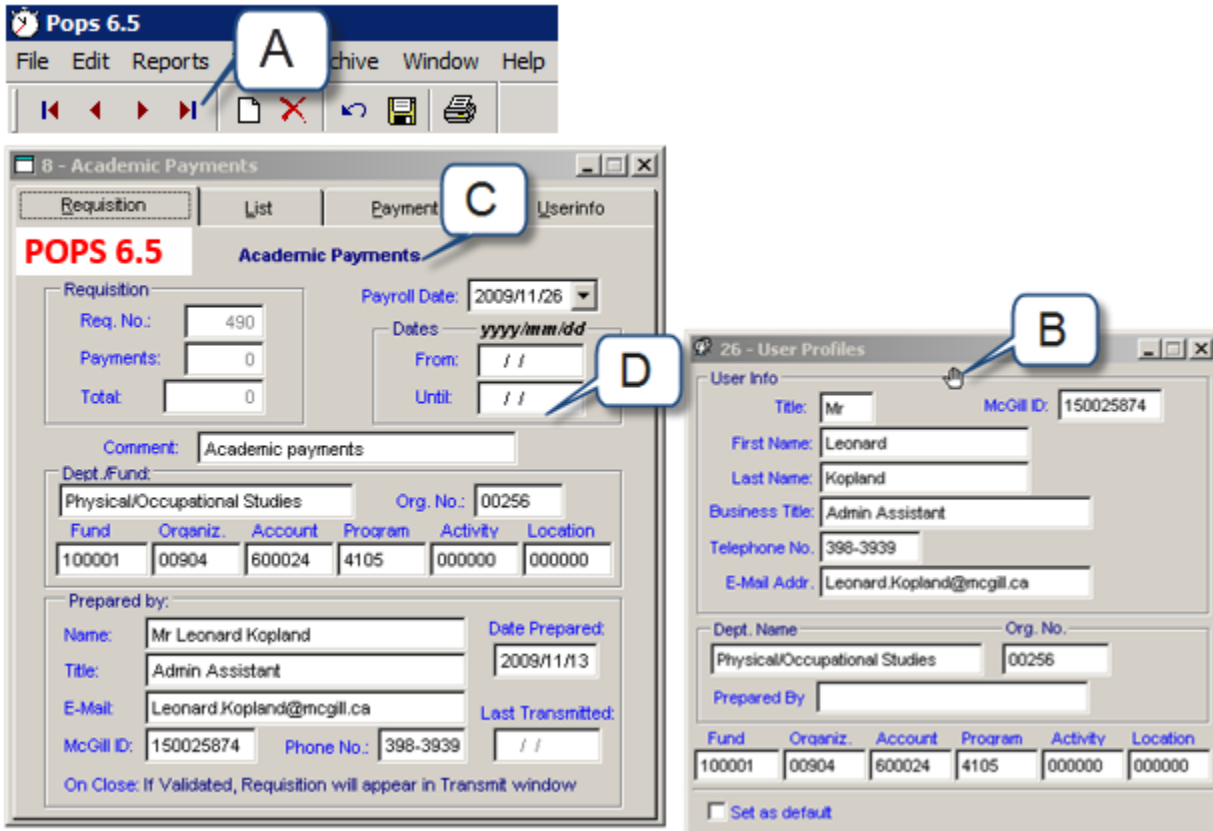 Pops 6.5
File Edit Reports chive Window Help
A
8 - Academic Payments
Requisition List Payment Userinfo
C
POPS 6.5 Academic Payments
Requisition Payroll Date: 2009/11/26
Req. No.: 490 Dates yyyy/mm/dd
Payments: 0 From: / /
Total: 0 Until: / /
D
Comment: Academic payments
Dept./Fund:
Physical/Occupational Studies Org. No.: 00256
Fund Organiz. Account Program Activity Location
100001 00904 600024 4105 000000 000000
Prepared by:
Name: Mr Leonard Kopland Date Prepared:
Title: Admin Assistant 2009/11/13
E-Mail: Leonard.Kopland@mcgill.ca Last Transmitted:
McGill ID: 150025874 Phone No.: 398-3939 / /
On Close: If Validated, Requisition will appear in Transmit window
B
26 - User Profiles
User Info
Title: Mr McGill ID: 150025874
First Name: Leonard
Last Name: Kopland
Business Title: Admin Assistant
Telephone No. 398-3939
E-Mail Addr. Leonard.Kopland@mcgill.ca
Dept. Name Org. No.
Physical/Occupational Studies 00256
Prepared By
Fund Organiz. Account Program Activity Location
100001 00904 600024 4105 000000 000000
Set as default